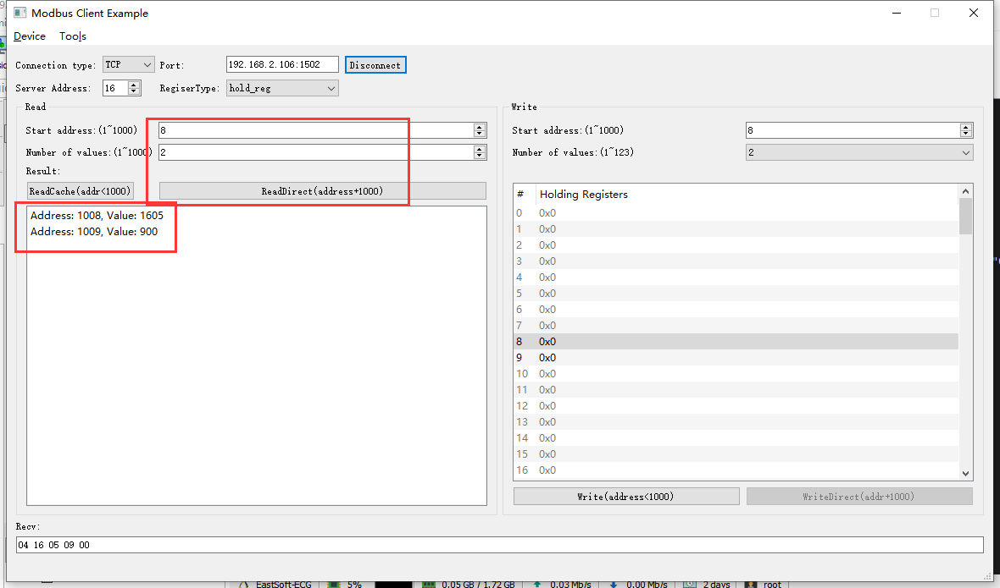 Modbus Client Example
Device Tools
Connection type: TCP Port: 192.168.2.106:1502 Disconnect
Server Address: 16 RegiserType: hold_reg
Read
Start address:(1~1000) 8
Number of values:(1~1000) 2
Result:
ReadCache(addr<1000) ReadDirect(address+1000)
Address: 1008, Value: 1605
Address: 1009, Value: 900
Write
Start address:(1~1000) 8
Number of values:(1~123) 2
# Holding Registers
0 0x0
1 0x0
2 0x0
3 0x0
4 0x0
5 0x0
6 0x0
7 0x0
8 0x0
9 0x0
10 0x0
11 0x0
12 0x0
13 0x0
14 0x0
15 0x0
16 0x0
Write(address<1000) WriteDirect(addr+1000)
Recv:
04 16 05 09 00
EastSoft-ECG 5% 0.05 GB / 1.72 GB 0.03 Mb/s 0.00 Mb/s 2 days root